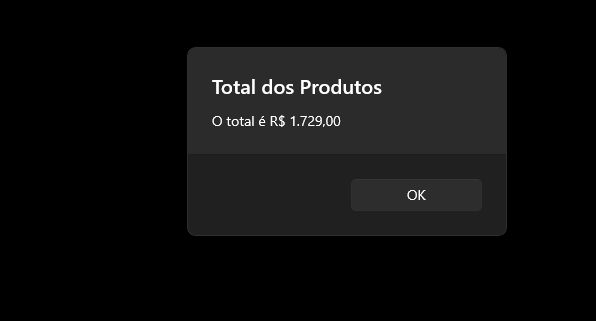 Total dos Produtos
O total é R$ 1.729,00
OK